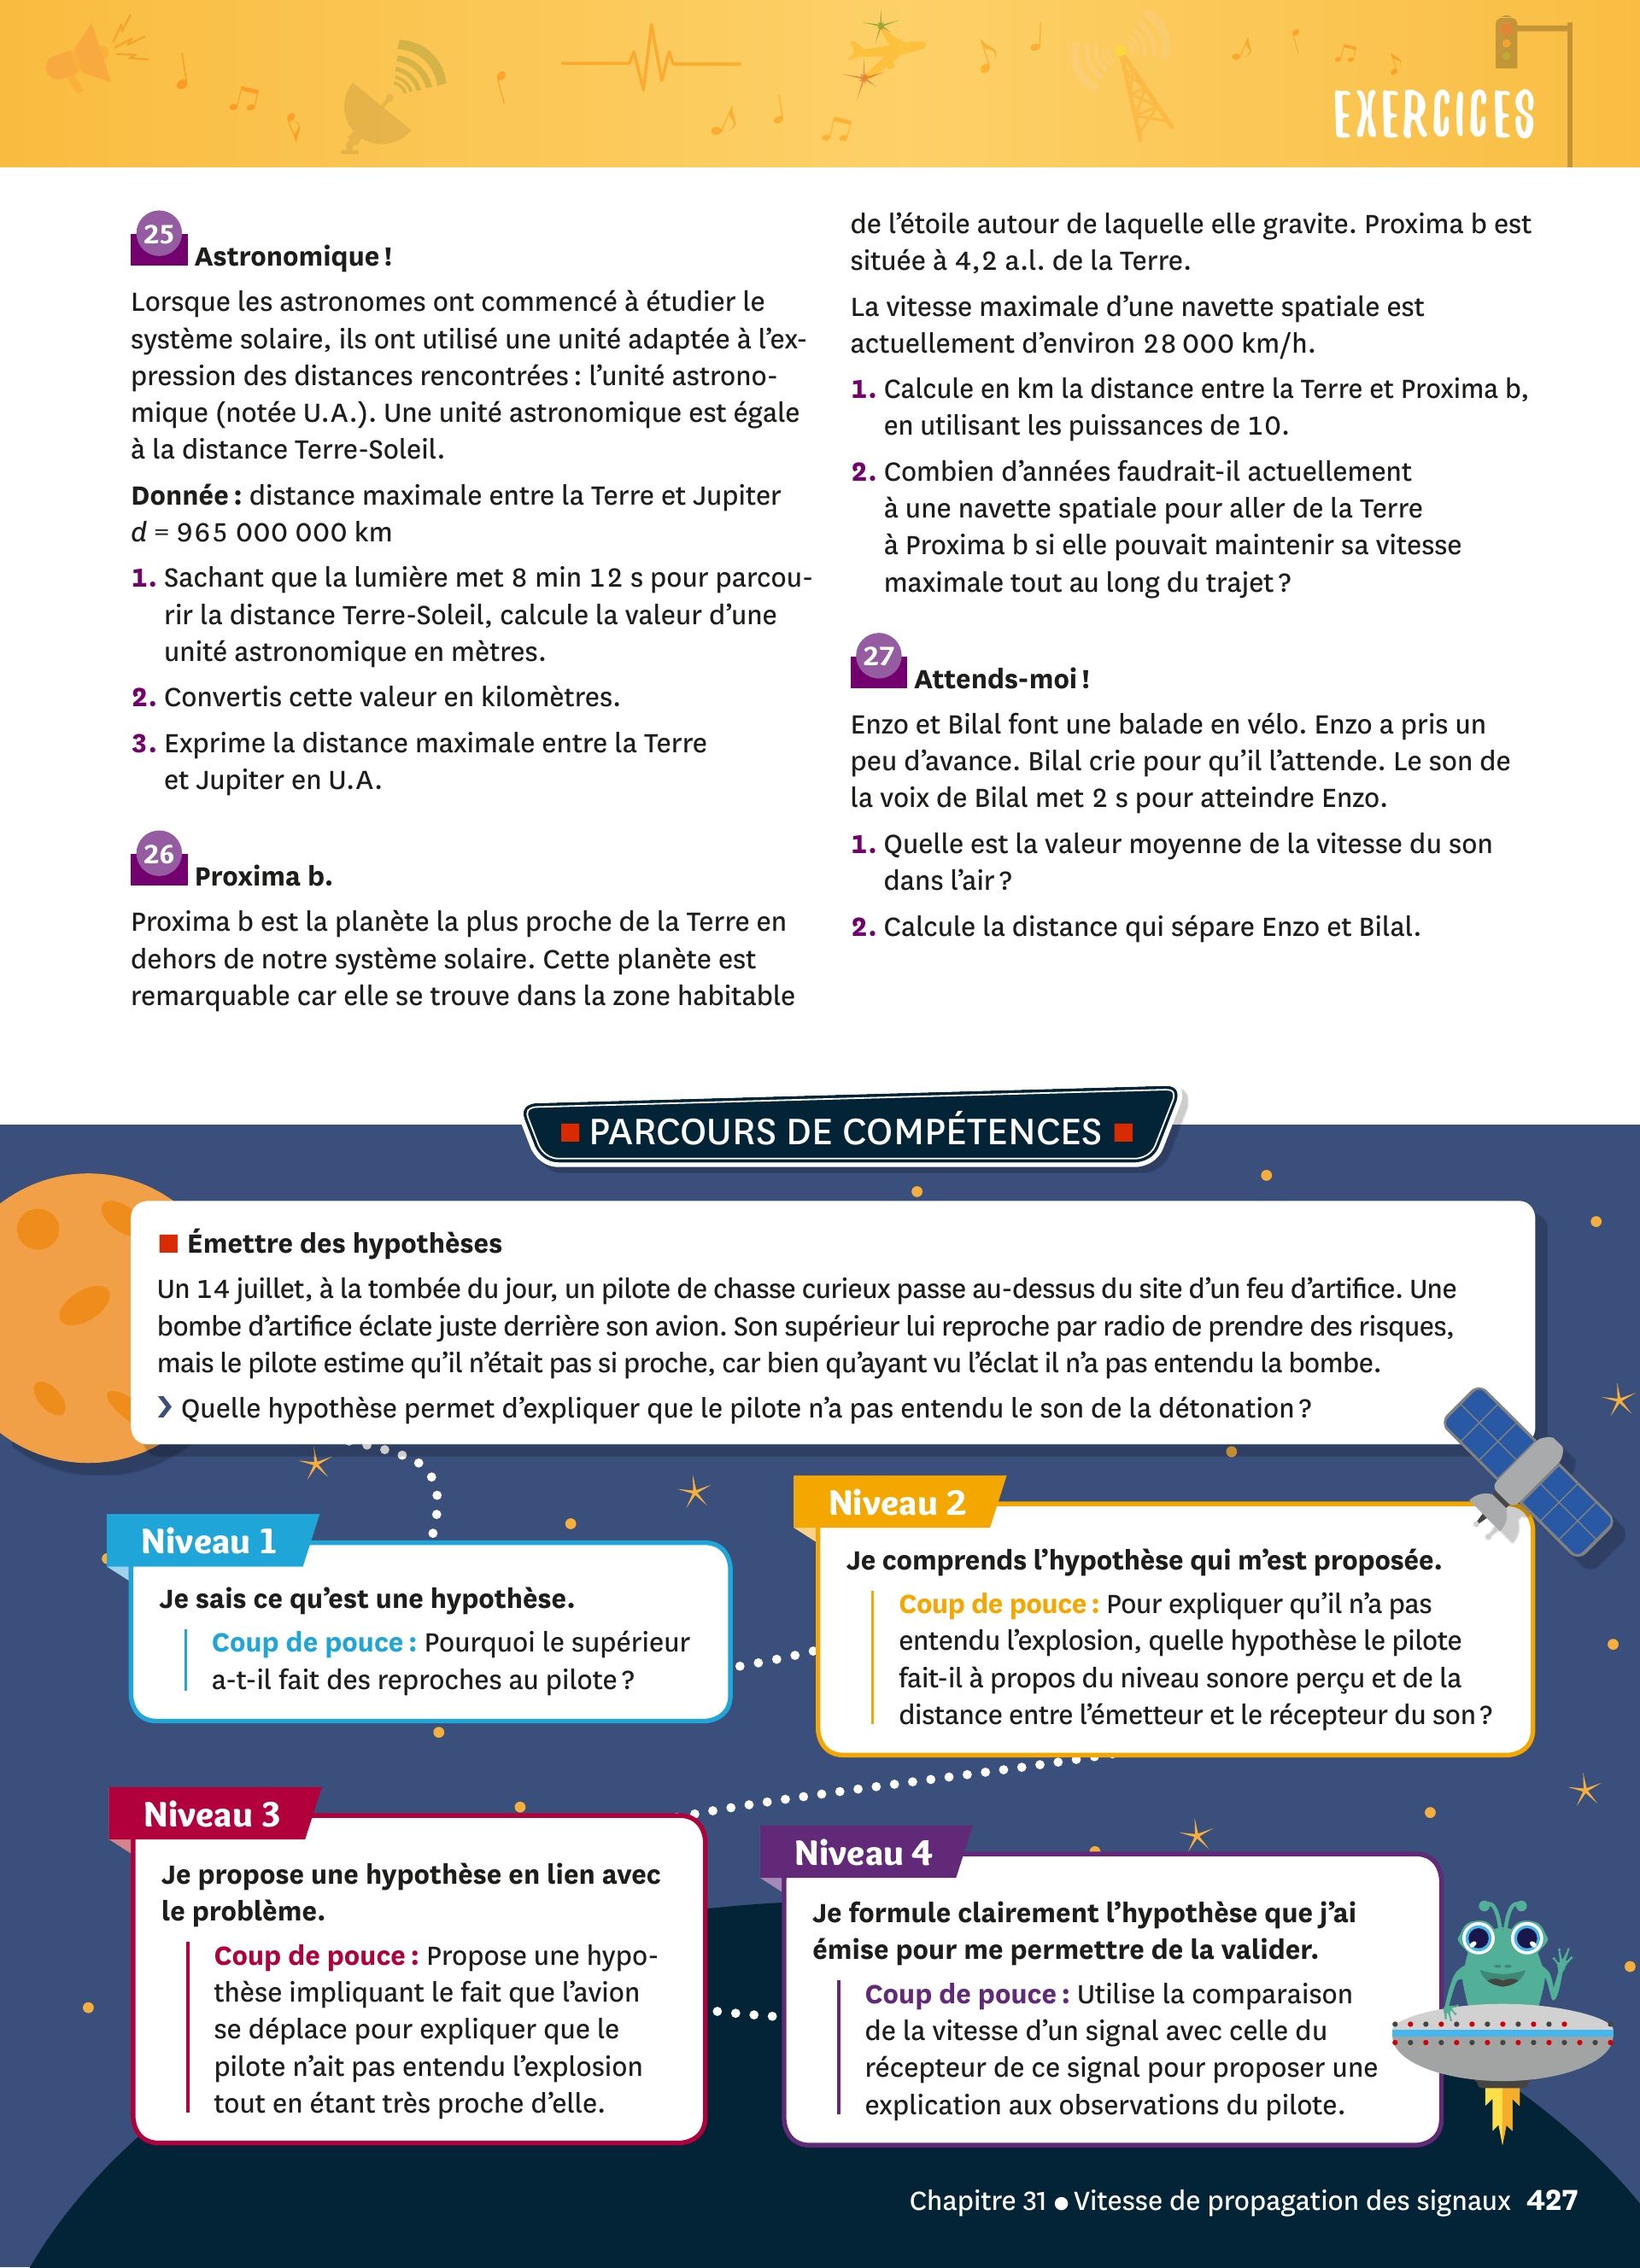 EXERCICES
25
Astronomique !
Lorsque les astronomes ont commencé à étudier le
système solaire, ils ont utilisé une unité adaptée à l’ex-
pression des distances rencontrées : l’unité astrono-
mique (notée U.A.). Une unité astronomique est égale
à la distance Terre-Soleil.
Donnée : distance maximale entre la Terre et Jupiter
d = 965 000 000 km
1. Sachant que la lumière met 8 min 12 s pour parcou-
rir la distance Terre-Soleil, calcule la valeur d’une
unité astronomique en mètres.
2. Convertis cette valeur en kilomètres.
3. Exprime la distance maximale entre la Terre
et Jupiter en U.A.
26
Proxima b.
Proxima b est la planète la plus proche de la Terre en
dehors de notre système solaire. Cette planète est
remarquable car elle se trouve dans la zone habitable
de l’étoile autour de laquelle elle gravite. Proxima b est
située à 4,2 a.l. de la Terre.
La vitesse maximale d’une navette spatiale est
actuellement d’environ 28 000 km/h.
1. Calcule en km la distance entre la Terre et Proxima b,
en utilisant les puissances de 10.
2. Combien d’années faudrait-il actuellement
à une navette spatiale pour aller de la Terre
à Proxima b si elle pouvait maintenir sa vitesse
maximale tout au long du trajet ?
27
Attends-moi !
Enzo et Bilal font une balade en vélo. Enzo a pris un
peu d’avance. Bilal crie pour qu’il l’attende. Le son de
la voix de Bilal met 2 s pour atteindre Enzo.
1. Quelle est la valeur moyenne de la vitesse du son
dans l’air ?
2. Calcule la distance qui sépare Enzo et Bilal.
PARCOURS DE COMPÉTENCES
Émettre des hypothèses
Un 14 juillet, à la tombée du jour, un pilote de chasse curieux passe au-dessus du site d’un feu d’artifice. Une
bombe d’artifice éclate juste derrière son avion. Son supérieur lui reproche par radio de prendre des risques,
mais le pilote estime qu’il n’était pas si proche, car bien qu’ayant vu l’éclat il n’a pas entendu la bombe.
› Quelle hypothèse permet d’expliquer que le pilote n’a pas entendu le son de la détonation ?
Niveau 1
Je sais ce qu’est une hypothèse.
Coup de pouce : Pourquoi le supérieur
a-t-il fait des reproches au pilote ?
Niveau 2
Je comprends l’hypothèse qui m’est proposée.
Coup de pouce : Pour expliquer qu’il n’a pas
entendu l’explosion, quelle hypothèse le pilote
fait-il à propos du niveau sonore perçu et de la
distance entre l’émetteur et le récepteur du son ?
Niveau 3
Je propose une hypothèse en lien avec
le problème.
Coup de pouce : Propose une hypo-
thèse impliquant le fait que l’avion
se déplace pour expliquer que le
pilote n’ait pas entendu l’explosion
tout en étant très proche d’elle.
Niveau 4
Je formule clairement l’hypothèse que j’ai
émise pour me permettre de la valider.
Coup de pouce : Utilise la comparaison
de la vitesse d’un signal avec celle du
récepteur de ce signal pour proposer une
explication aux observations du pilote.
Chapitre 31 ● Vitesse de propagation des signaux 427